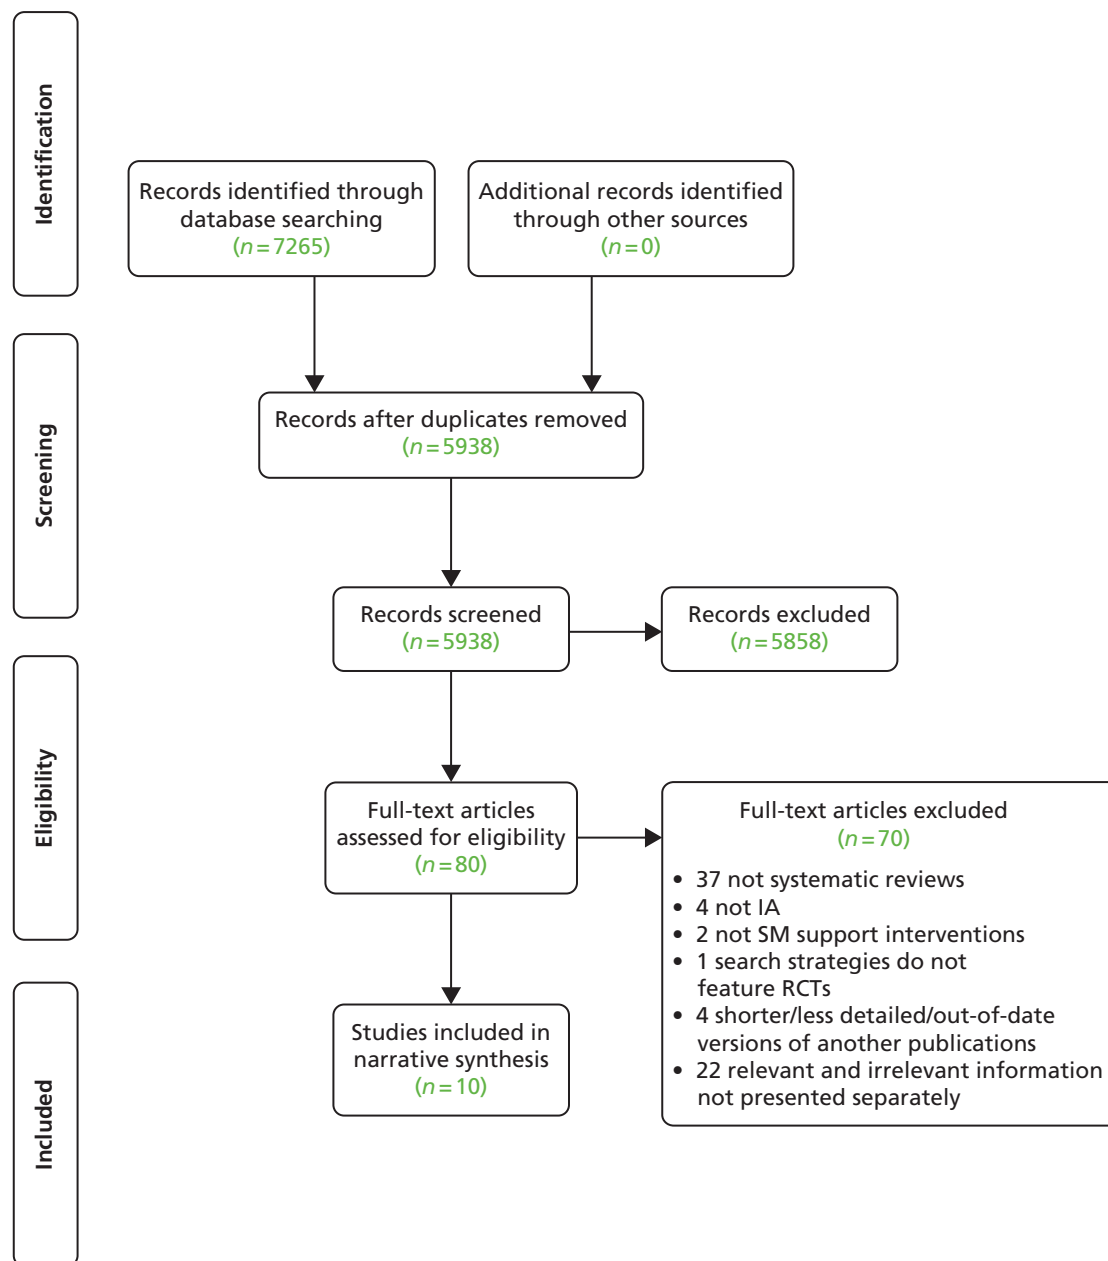 Identification
Records identified through
database searching
(n=7265)
Additional records identified
through other sources
(n=0)
Screening
Records after duplicates removed
(n=5938)
Records screened
(n=5938)
Records excluded
(n=5858)
Eligibility
Full-text articles
assessed for eligibility
(n=80)
Full-text articles excluded
(n=70)
• 37 not systematic reviews
• 4 not IA
• 2 not SM support interventions
• 1 search strategies do not
feature RCTs
• 4 shorter/less detailed/out-of-date
versions of another publications
• 22 relevant and irrelevant information
not presented separately
Included
Studies included in
narrative synthesis
(n=10)